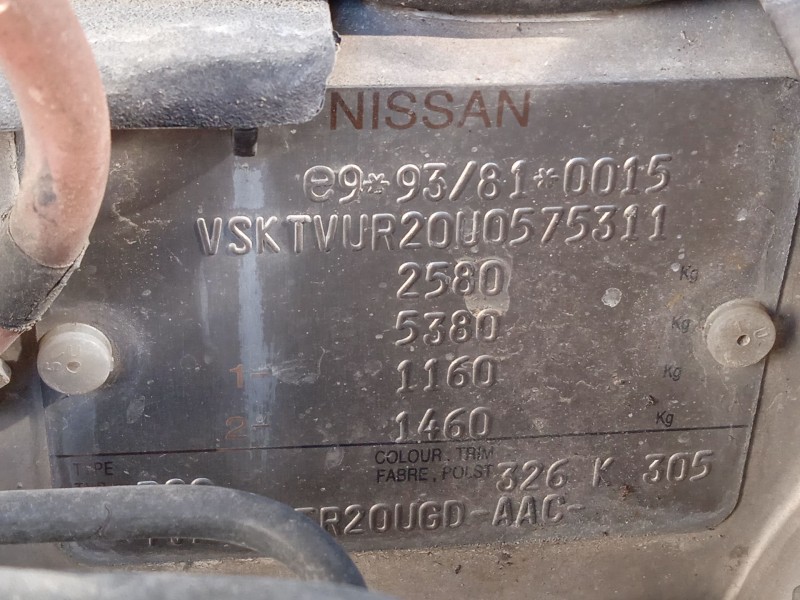 NISSAN
e9*93/81*0015
VSKTVUR20U0575311
2580 Kg
5380 Kg
1- 1160 Kg
2- 1460 Kg
TYPE COLOUR, TRIM
FABRE, POLST 326 K 305
R20UGD-AAC-